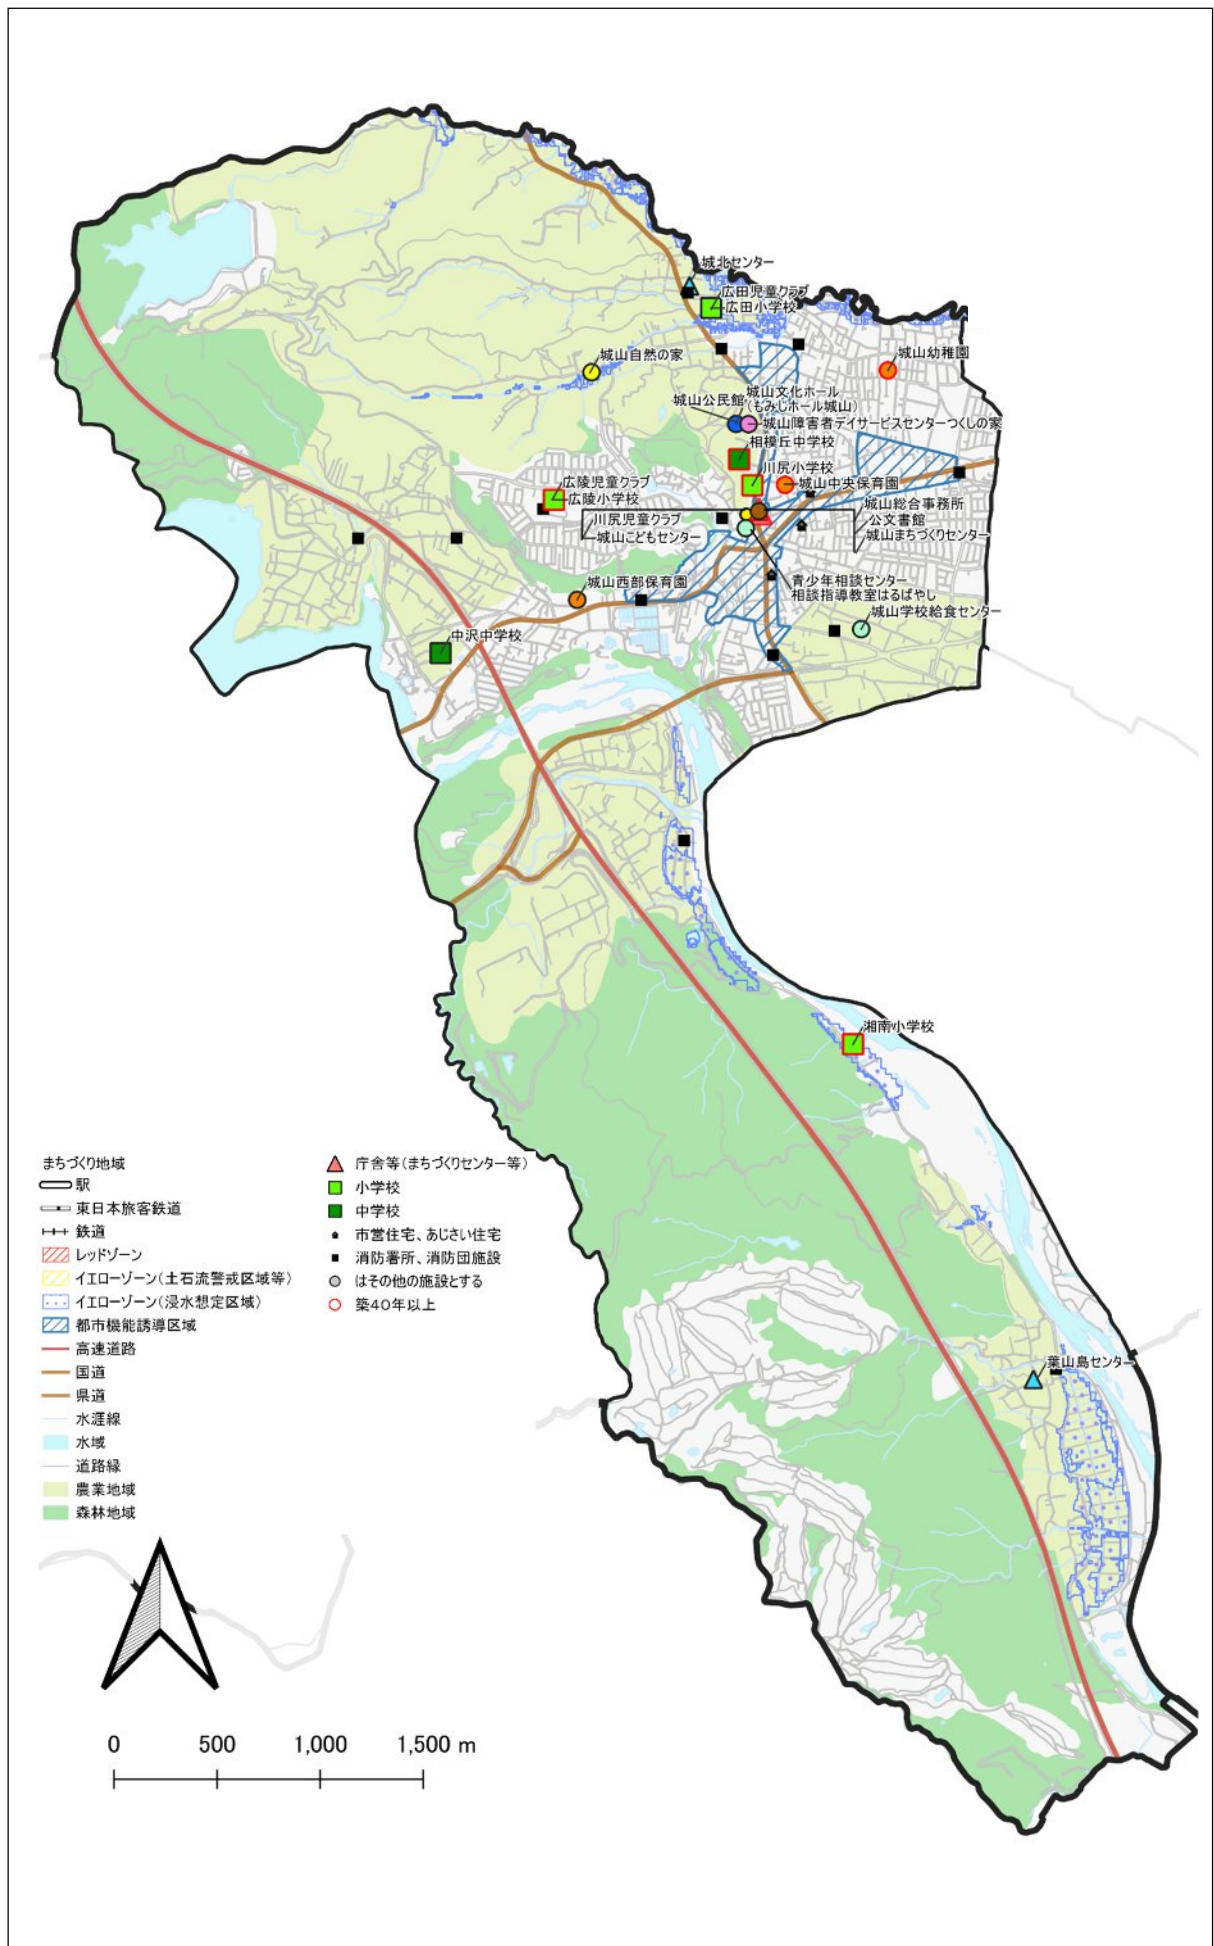 城北センター
広田児童クラブ
広田小学校
城山自然の家
城山幼稚園
城山文化ホール
(もみじホール城山)
城山公民館
城山障害者デイサービスセンターつくしの家
相模丘中学校
川尻小学校
城山中央保育園
広陵児童クラブ
広陵小学校
川尻児童クラブ
城山こどもセンター
城山総合事務所
公文書館
城山まちづくりセンター
青少年相談センター
相談指導教室はるばやし
城山西部保育園
城山学校給食センター
中沢中学校
湘南小学校
葉山島センター
まちづくり地域
駅
東日本旅客鉄道
鉄道
レッドゾーン
イエローゾーン(土石流警戒区域等)
イエローゾーン(浸水想定区域)
都市機能誘導区域
高速道路
国道
県道
水涯線
水域
道路縁
農業地域
森林地域
庁舎等(まちづくりセンター等)
小学校
中学校
市営住宅、あじさい住宅
消防署所、消防団施設
はその他の施設とする
築40年以上
0 500 1,000 1,500 m